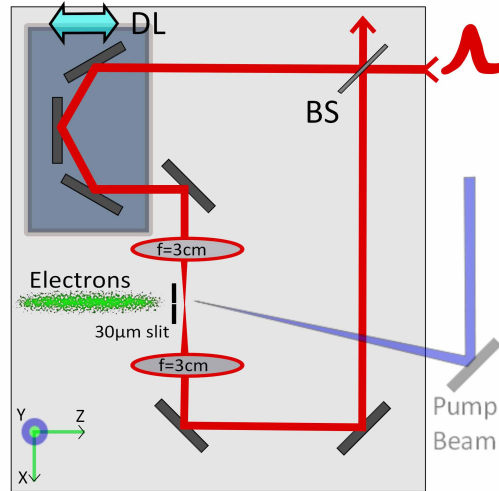 DL
BS
f=3cm
Electrons
30µm slit
f=3cm
Y
Z
X
Pump
Beam